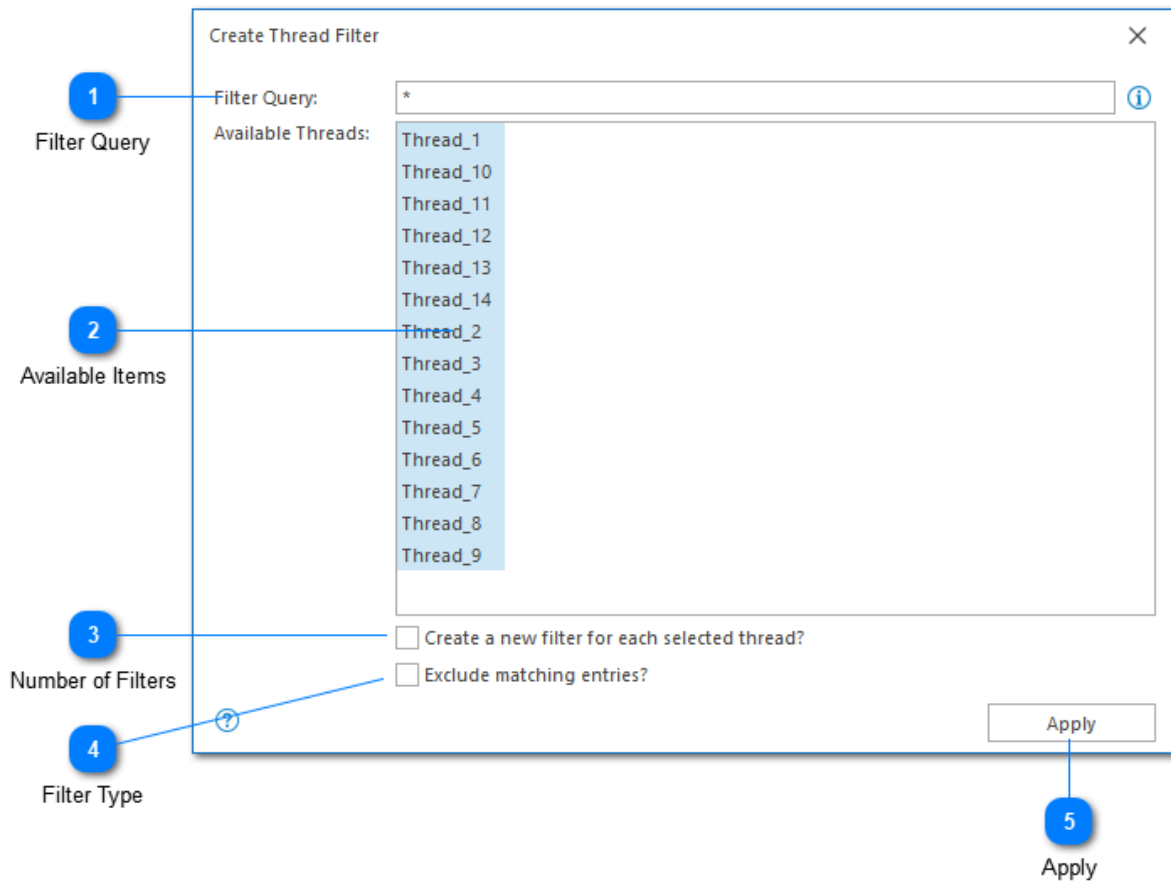 Create Thread Filter
1
Filter Query
Filter Query:
*
Available Threads:
Thread_1
Thread_10
Thread_11
Thread_12
Thread_13
Thread_14
2
Available Items
Thread_2
Thread_3
Thread_4
Thread_5
Thread_6
Thread_7
Thread_8
Thread_9
3
Number of Filters
Create a new filter for each selected thread?
4
Filter Type
Exclude matching entries?
?
Apply
5
Apply